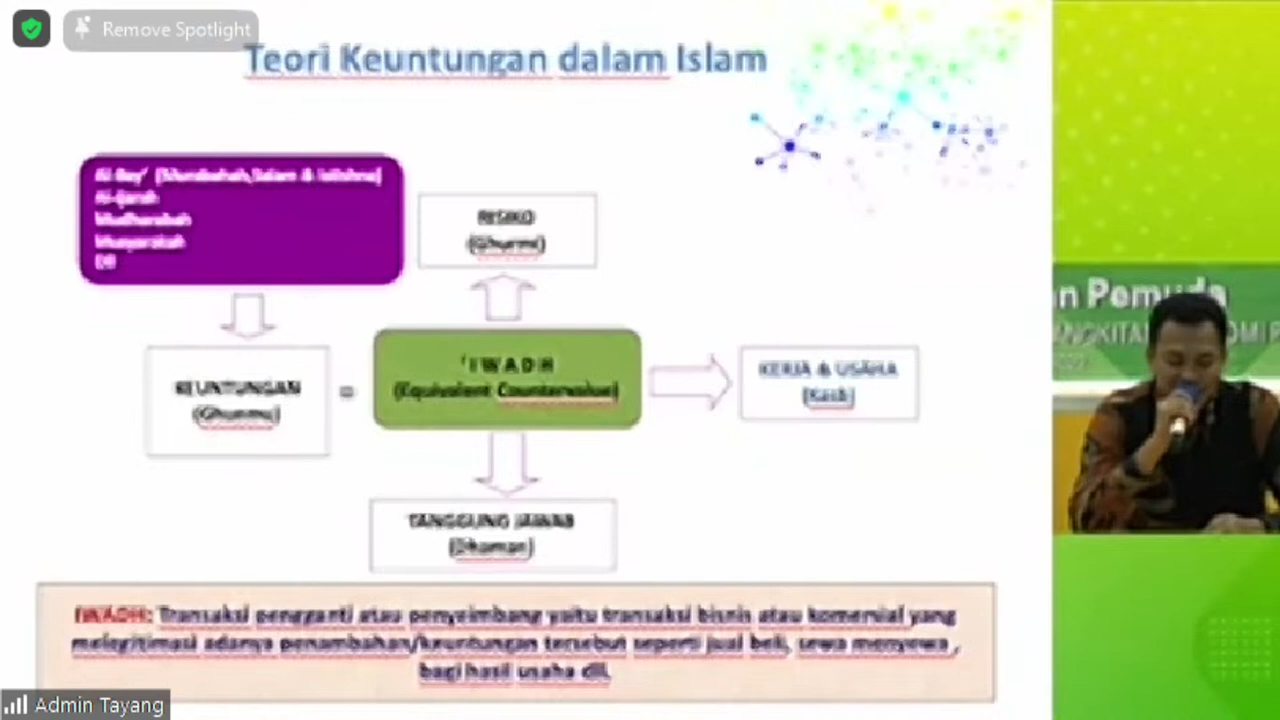 Remove Spotlight
Teori Keuntungan dalam Islam
Al Bay' (Murabahah,Salam & Istishna)
Al-Ijarah
Mudharabah
Musyarakah
Dll
RISIKO
(Ghurmi)
KEUNTUNGAN
(Ghunmu)
=
'IWADH
(Equivalent Countervalue)
KERJA & USAHA
(Kasb)
TANGGUNG JAWAB
(Dhaman)
IWADH: Transaksi pengganti atau penyeimbang yaitu transaksi bisnis atau komersial yang
melegitimasi adanya penambahan/keuntungan tersebut seperti jual beli, sewa menyewa ,
bagi hasil usaha dll.
an Pemuda
Admin Tayang